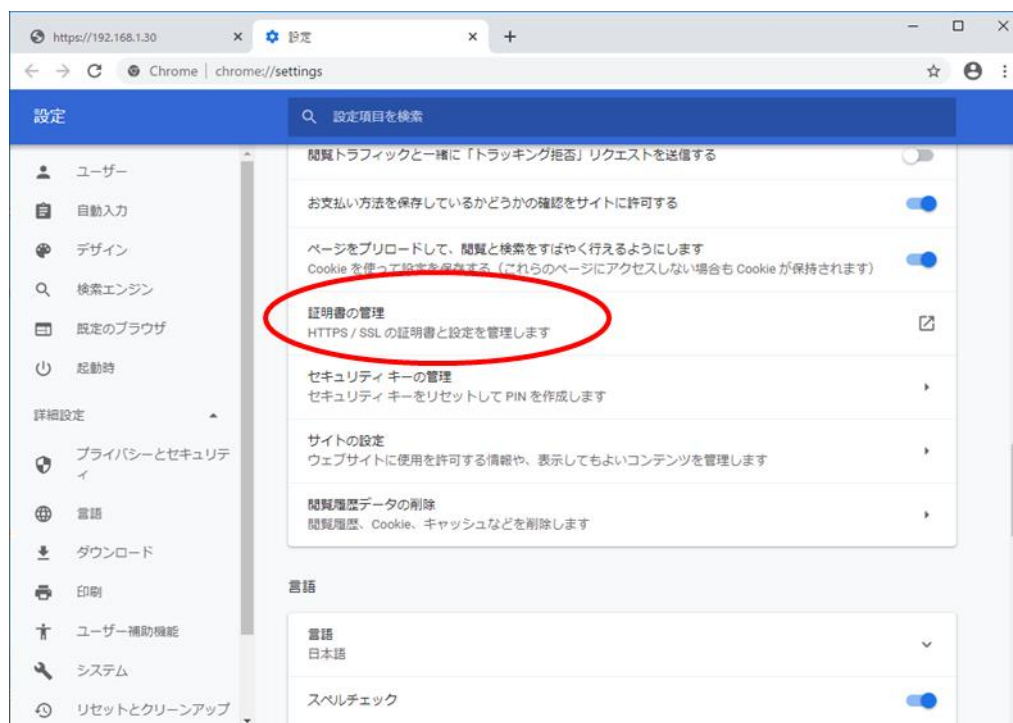 https://192.168.1.30
設定
Chrome | chrome://settings
設定
設定項目を検索
ユーザー
自動入力
デザイン
検索エンジン
既定のブラウザ
起動時
詳細設定
プライバシーとセキュリテ
ィ
言語
ダウンロード
印刷
ユーザー補助機能
システム
リセットとクリーンアップ
閲覧トラフィックと一緒に「トラッキング拒否」リクエストを送信する
お支払い方法を保存しているかどうかの確認をサイトに許可する
ページをプリロードして、閲覧と検索をすばやく行えるようにします
Cookie を使って設定を保存する（これらのページにアクセスしない場合も Cookie が保持されます）
証明書の管理
HTTPS / SSL の証明書と設定を管理します
セキュリティ キーの管理
セキュリティ キーをリセットして PIN を作成します
サイトの設定
ウェブサイトに使用を許可する情報や、表示してもよいコンテンツを管理します
閲覧履歴データの削除
閲覧履歴、Cookie、キャッシュなどを削除します
言語
言語
日本語
スペルチェック